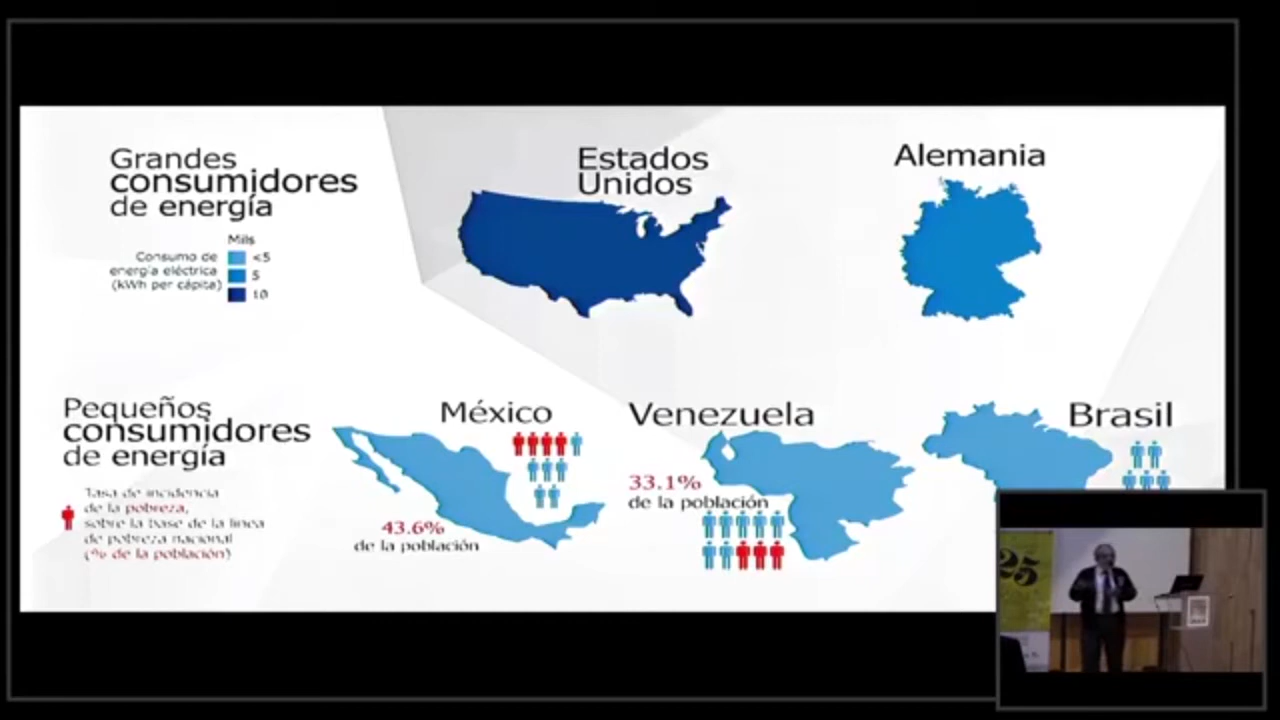 Grandes
consumidores
de energía
Mils
Consumo de
energía eléctrica
(kWh per cápita)
<5
5
10
Estados
Unidos
Alemania
Pequeños
consumidores
de energía
Tasa de incidencia
de la pobreza,
sobre la base de la línea
de pobreza nacional
(% de la población)
México
43.6%
de la población
Venezuela
33.1%
de la población
Brasil
25